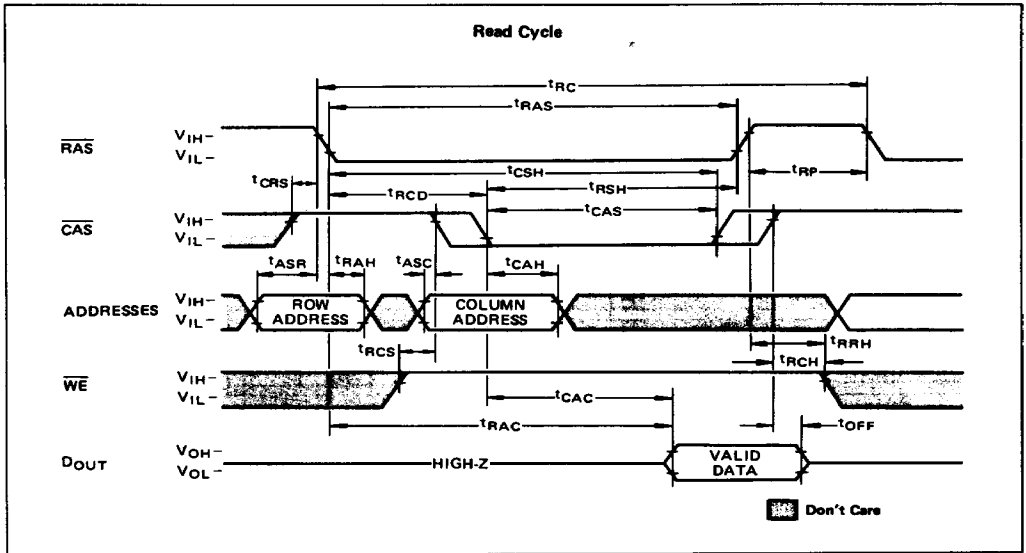 Read Cycle
tRC
tRAS
RAS
VIH–
VIL–
tCSH
tRP
tCRS
tRCD
tRSH
CAS
VIH–
VIL–
tCAS
tASR
tRAH
tASC
tCAH
ADDRESSES
VIH–
VIL–
ROW
ADDRESS
COLUMN
ADDRESS
tRCS
tRRH
tRCH
WE
VIH–
VIL–
tCAC
tRAC
tOFF
DOUT
VOH–
VOL–
HIGH-Z
VALID
DATA
Don't Care